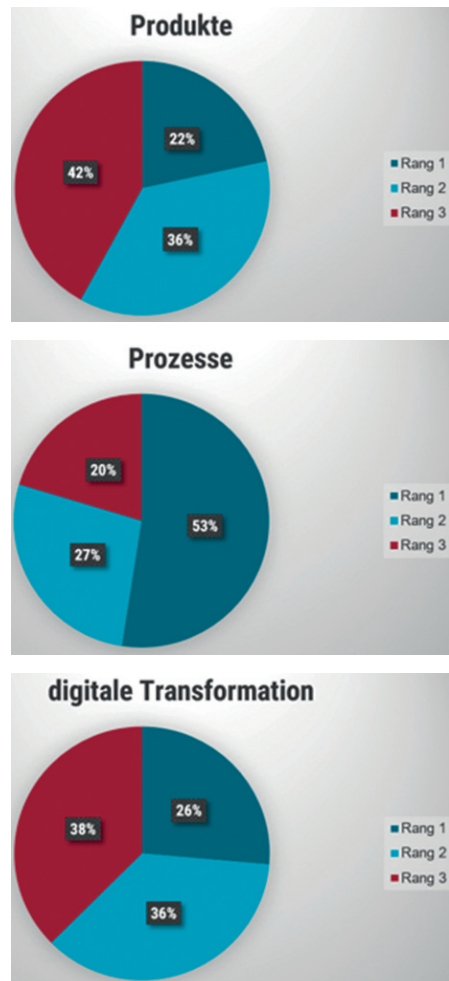 Produkte
22%
42%
36%
Rang 1
Rang 2
Rang 3
Prozesse
20%
53%
27%
Rang 1
Rang 2
Rang 3
digitale Transformation
26%
38%
36%
Rang 1
Rang 2
Rang 3